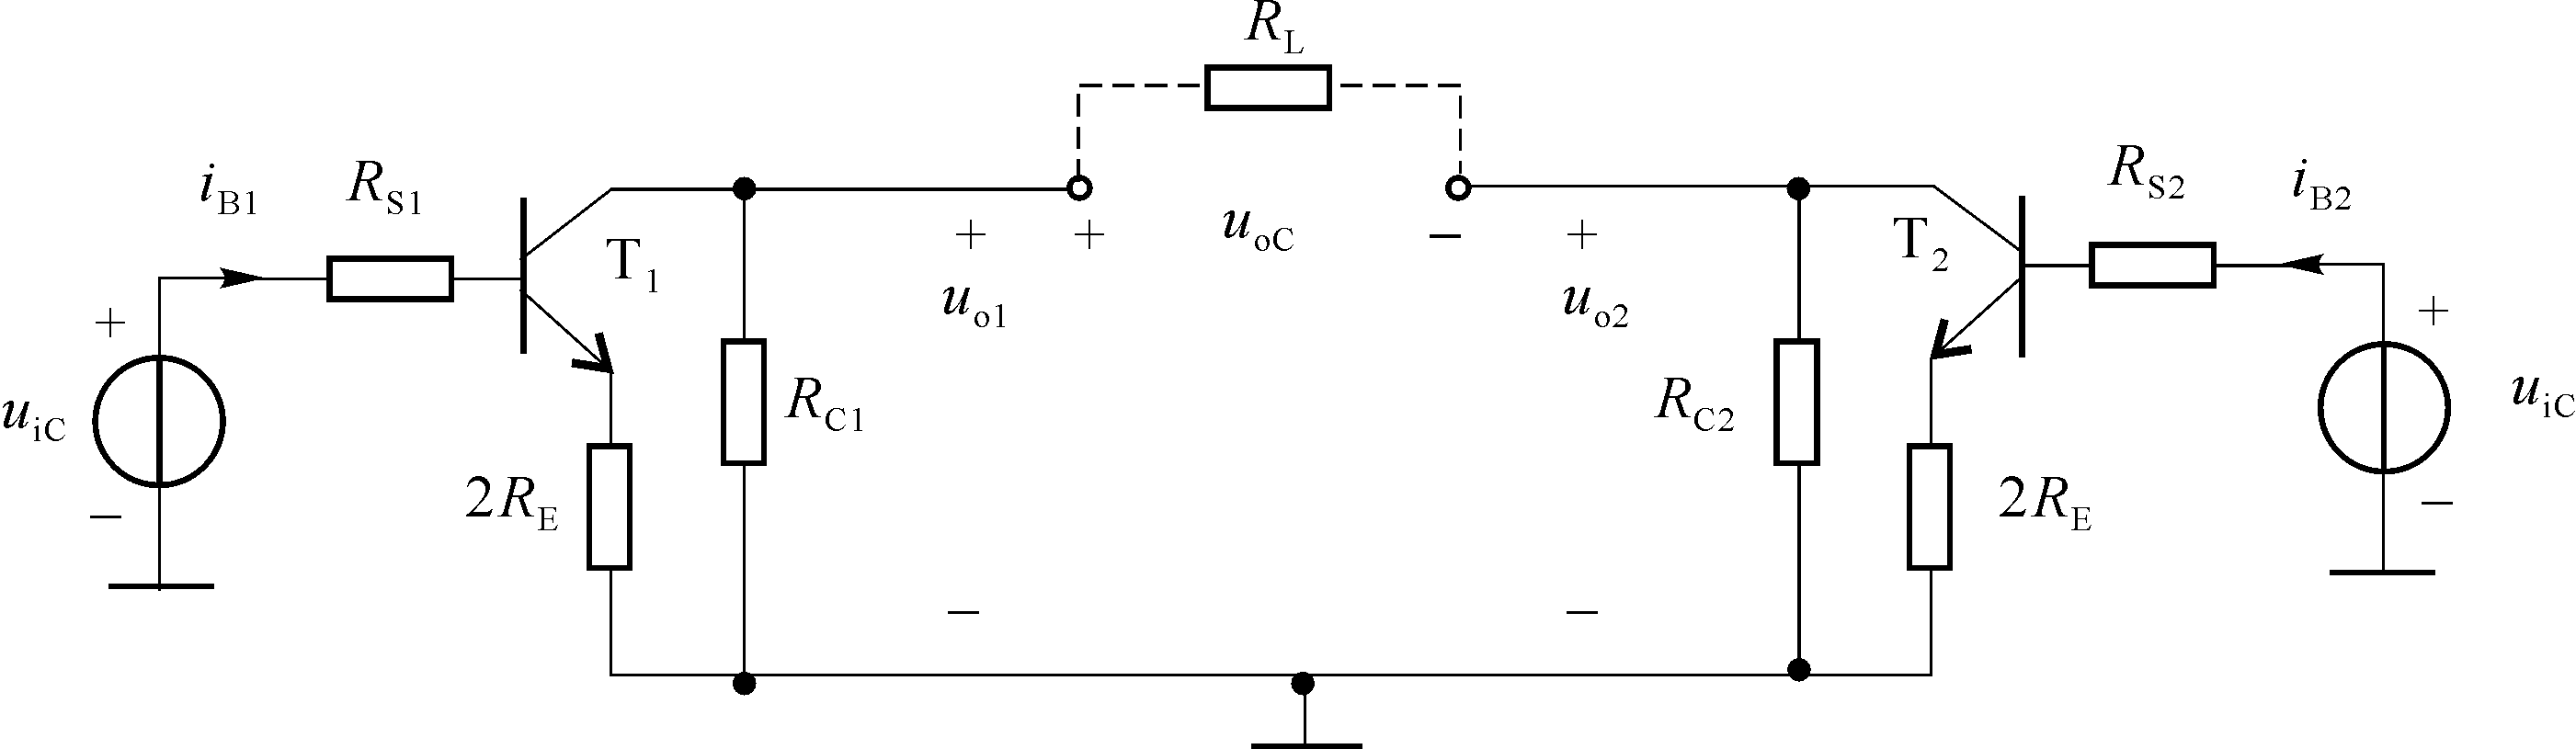 R_L
i_B1 R_S1 R_S2 i_B2
+ + u_oC − +
T_1 T_2
+ u_o1 u_o2 +
u_iC R_C1 R_C2 u_iC
2R_E 2R_E
− −
− −